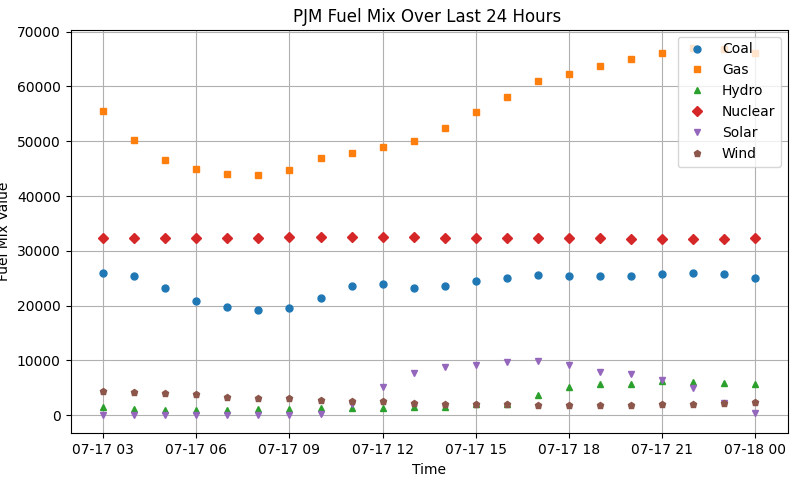 PJM Fuel Mix Over Last 24 Hours
70000
60000
50000
40000
30000
20000
10000
0
Fuel Mix Value
Coal
Gas
Hydro
Nuclear
Solar
Wind
07-17 03
07-17 06
07-17 09
07-17 12
07-17 15
07-17 18
07-17 21
07-18 00
Time